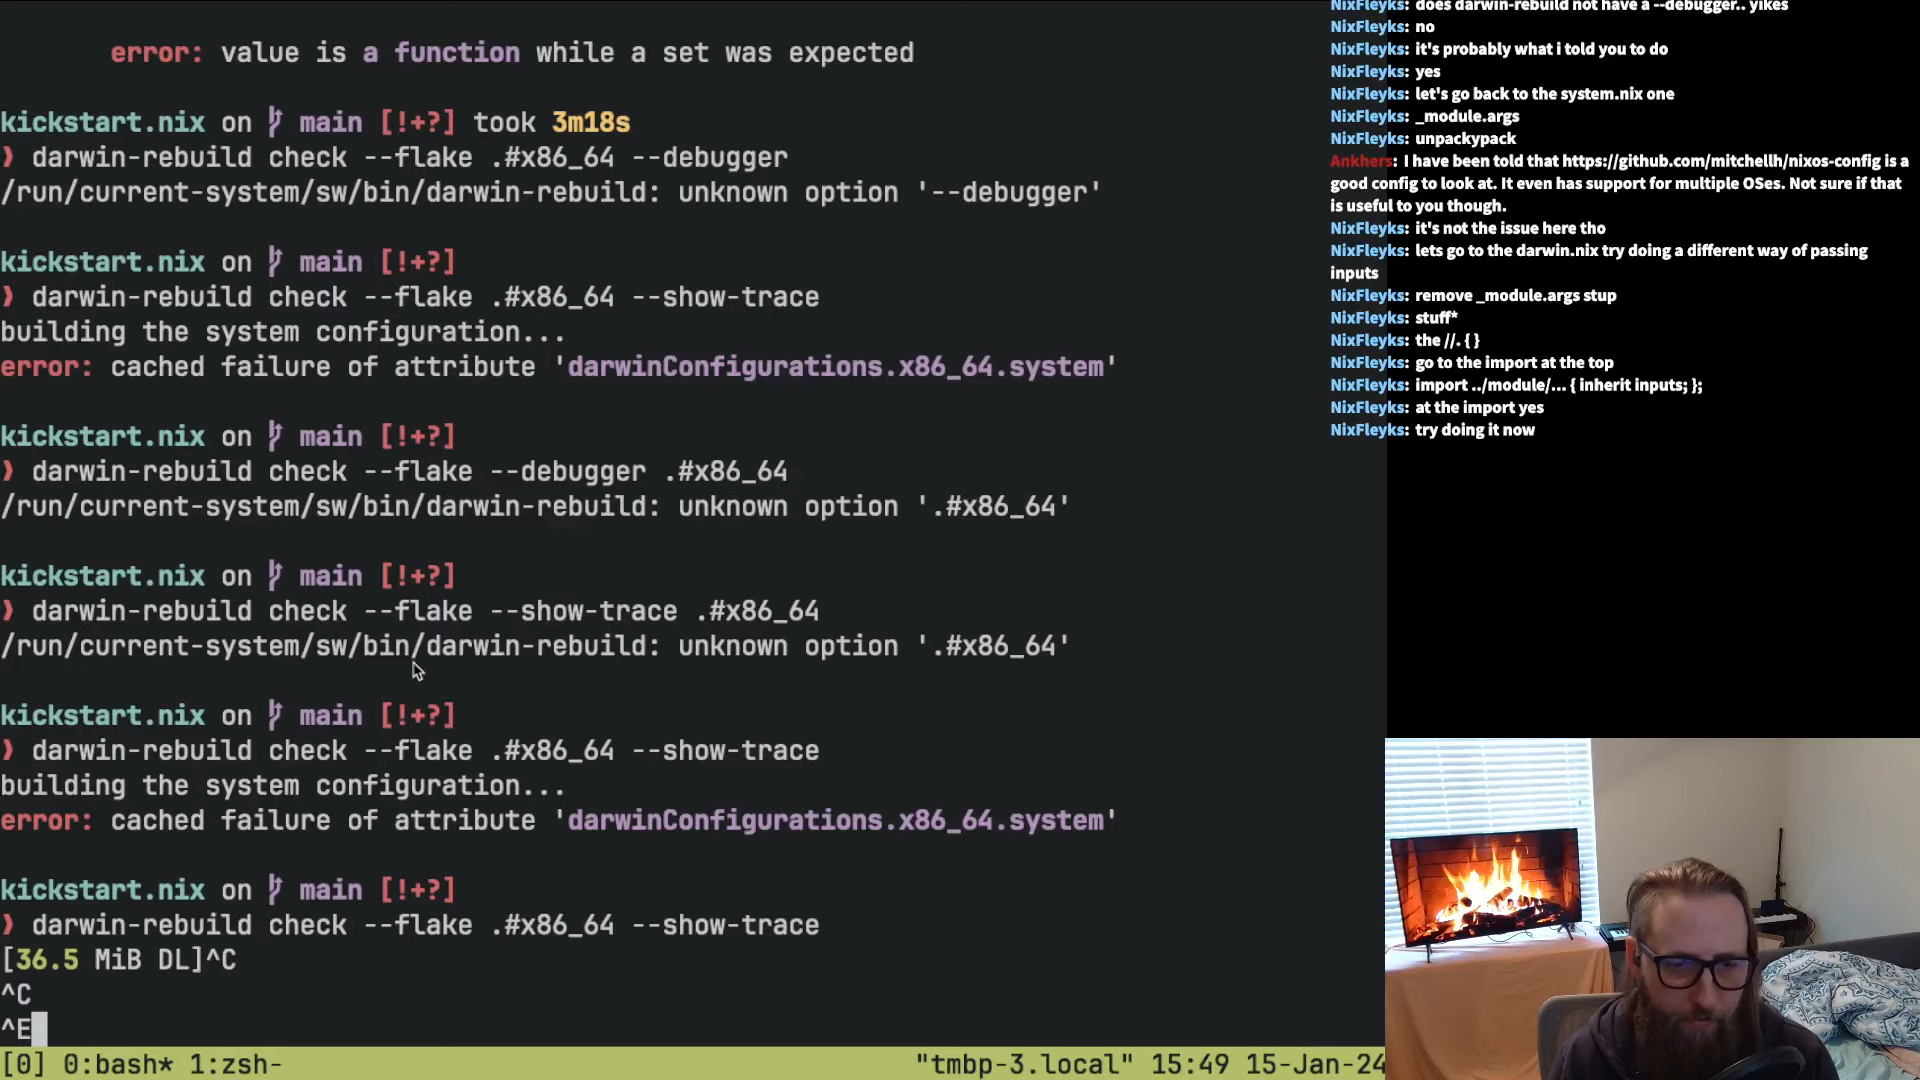 error: value is a function while a set was expected
kickstart.nix on main [!+?] took 3m18s
❯ darwin-rebuild check --flake .#x86_64 --debugger
/run/current-system/sw/bin/darwin-rebuild: unknown option '--debugger'
kickstart.nix on main [!+?]
❯ darwin-rebuild check --flake .#x86_64 --show-trace
building the system configuration...
error: cached failure of attribute 'darwinConfigurations.x86_64.system'
kickstart.nix on main [!+?]
❯ darwin-rebuild check --flake --debugger .#x86_64
/run/current-system/sw/bin/darwin-rebuild: unknown option '.#x86_64'
kickstart.nix on main [!+?]
❯ darwin-rebuild check --flake --show-trace .#x86_64
/run/current-system/sw/bin/darwin-rebuild: unknown option '.#x86_64'
kickstart.nix on main [!+?]
❯ darwin-rebuild check --flake .#x86_64 --show-trace
building the system configuration...
error: cached failure of attribute 'darwinConfigurations.x86_64.system'
kickstart.nix on main [!+?]
❯ darwin-rebuild check --flake .#x86_64 --show-trace
[36.5 MiB DL]^C
^C
^E
[0] 0:bash* 1:zsh- "tmbp-3.local" 15:49 15-Jan-24
NixFleyks: does darwin-rebuild not have a --debugger.. yikes
NixFleyks: no
NixFleyks: it's probably what i told you to do
NixFleyks: yes
NixFleyks: let's go back to the system.nix one
NixFleyks: _module.args
NixFleyks: unpackypack
Ankhers: I have been told that https://github.com/mitchellh/nixos-config is a
good config to look at. It even has support for multiple OSes. Not sure if that
is useful to you though.
NixFleyks: it's not the issue here tho
NixFleyks: lets go to the darwin.nix try doing a different way of passing
inputs
NixFleyks: remove _module.args stup
NixFleyks: stuff*
NixFleyks: the //. { }
NixFleyks: go to the import at the top
NixFleyks: import ../module/... { inherit inputs; };
NixFleyks: at the import yes
NixFleyks: try doing it now